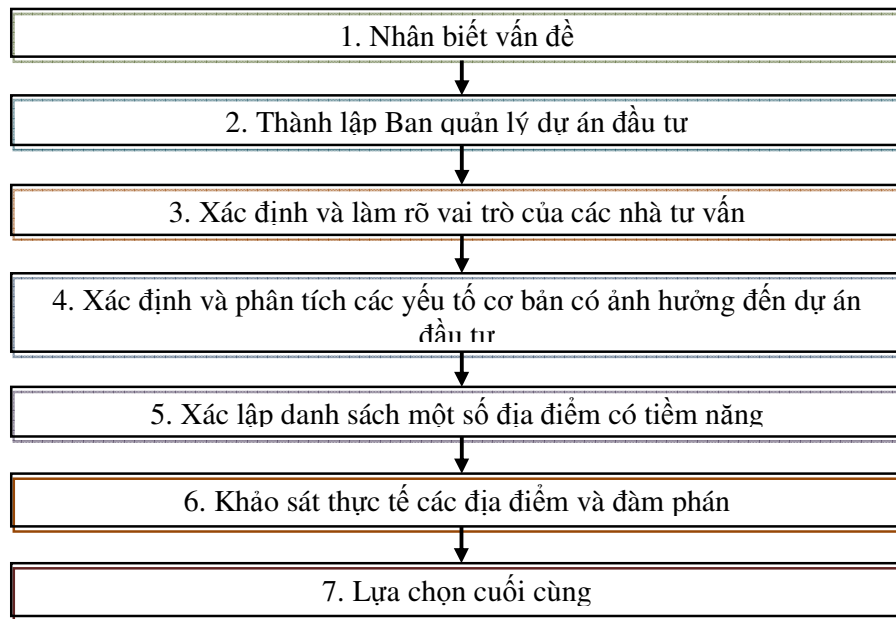 1. Nhân biết vấn đề
2. Thành lập Ban quản lý dự án đầu tư
3. Xác định và làm rõ vai trò của các nhà tư vấn
4. Xác định và phân tích các yếu tố cơ bản có ảnh hưởng đến dự án
đầu tư
5. Xác lập danh sách một số địa điểm có tiềm năng
6. Khảo sát thực tế các địa điểm và đàm phán
7. Lựa chọn cuối cùng